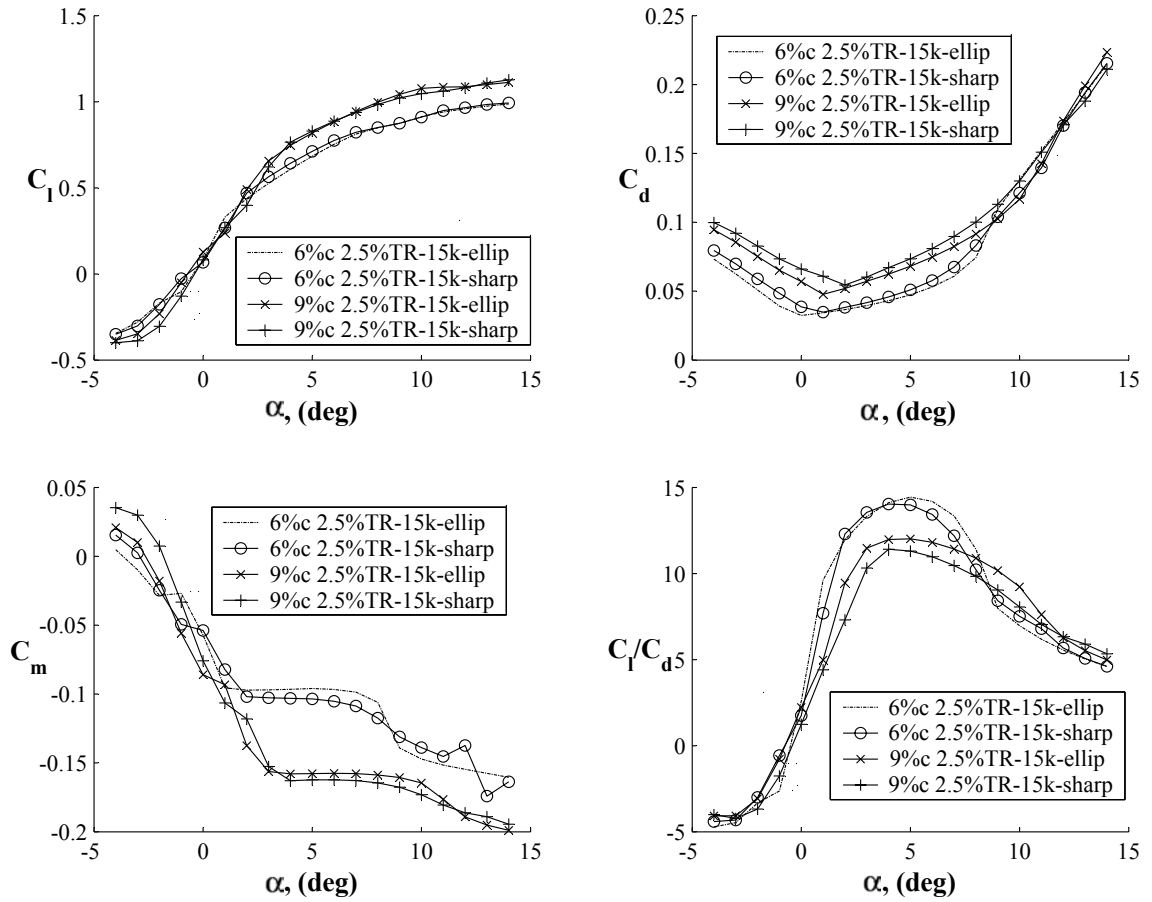 1.5
1
0.5
0
-0.5
C_l
-5
0
5
10
15
α, (deg)
6%c 2.5%TR-15k-ellip
6%c 2.5%TR-15k-sharp
9%c 2.5%TR-15k-ellip
9%c 2.5%TR-15k-sharp
0.25
0.2
0.15
0.1
0.05
0
C_d
-5
0
5
10
15
α, (deg)
6%c 2.5%TR-15k-ellip
6%c 2.5%TR-15k-sharp
9%c 2.5%TR-15k-ellip
9%c 2.5%TR-15k-sharp
0.05
0
-0.05
-0.1
-0.15
-0.2
C_m
-5
0
5
10
15
α, (deg)
6%c 2.5%TR-15k-ellip
6%c 2.5%TR-15k-sharp
9%c 2.5%TR-15k-ellip
9%c 2.5%TR-15k-sharp
15
10
5
0
-5
C_l/C_d
-5
0
5
10
15
α, (deg)
6%c 2.5%TR-15k-ellip
6%c 2.5%TR-15k-sharp
9%c 2.5%TR-15k-ellip
9%c 2.5%TR-15k-sharp